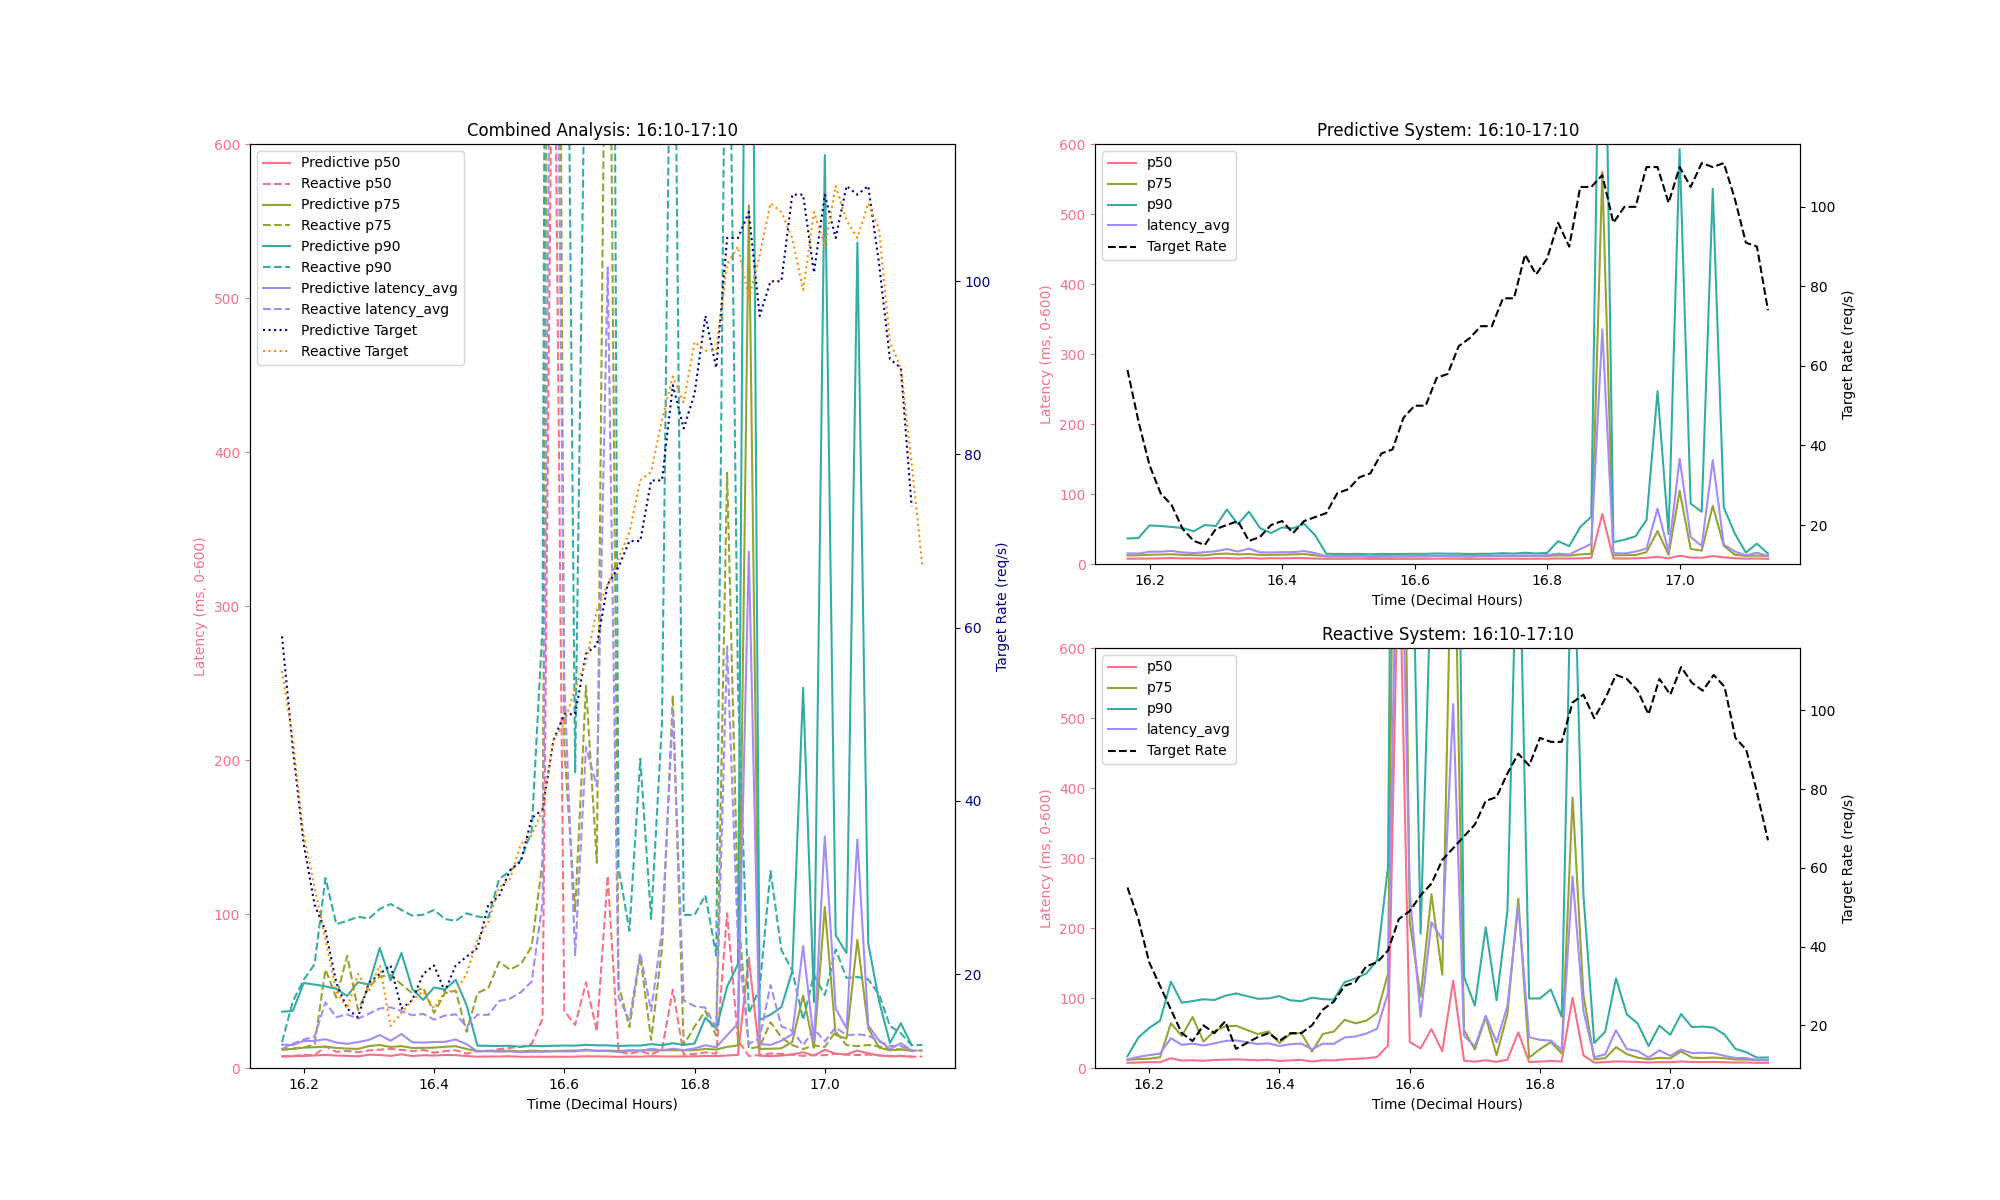 Combined Analysis: 16:10-17:10
600
500
400
300
200
100
0
Latency (ms, 0-600)
Predictive p50
Reactive p50
Predictive p75
Reactive p75
Predictive p90
Reactive p90
Predictive latency_avg
Reactive latency_avg
Predictive Target
Reactive Target
100
80
60
40
20
Target Rate (req/s)
16.2
16.4
16.6
16.8
17.0
Time (Decimal Hours)
Predictive System: 16:10-17:10
600
500
400
300
200
100
0
Latency (ms, 0-600)
p50
p75
p90
latency_avg
Target Rate
100
80
60
40
20
Target Rate (req/s)
16.2
16.4
16.6
16.8
17.0
Time (Decimal Hours)
Reactive System: 16:10-17:10
600
500
400
300
200
100
0
Latency (ms, 0-600)
p50
p75
p90
latency_avg
Target Rate
100
80
60
40
20
Target Rate (req/s)
16.2
16.4
16.6
16.8
17.0
Time (Decimal Hours)